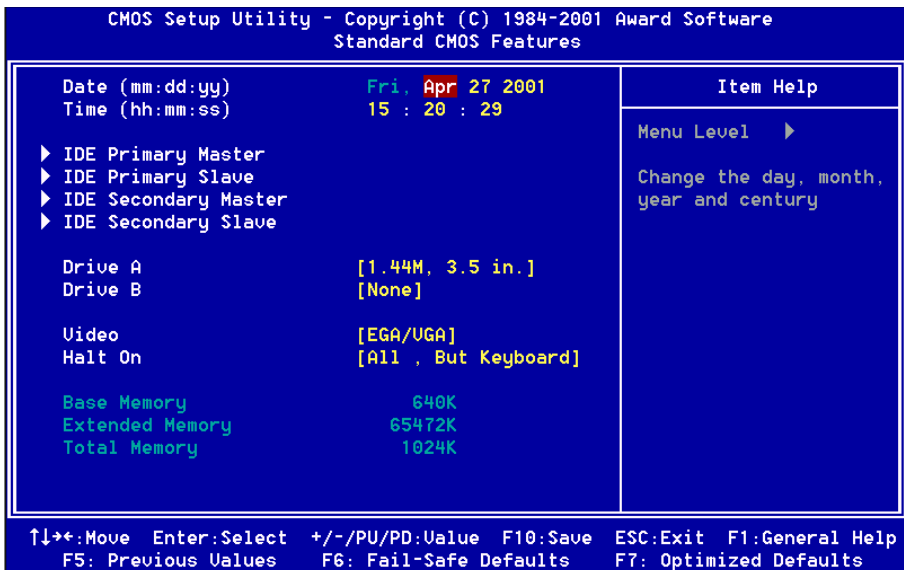 CMOS Setup Utility - Copyright (C) 1984-2001 Award Software
Standard CMOS Features
Date (mm:dd:yy) Fri, Apr 27 2001
Time (hh:mm:ss) 15 : 20 : 29
IDE Primary Master
IDE Primary Slave
IDE Secondary Master
IDE Secondary Slave
Drive A [1.44M, 3.5 in.]
Drive B [None]
Video [EGA/VGA]
Halt On [All , But Keyboard]
Base Memory 640K
Extended Memory 65472K
Total Memory 1024K
Item Help
Menu Level
Change the day, month,
year and century
↑↓→←:Move Enter:Select +/-/PU/PD:Value F10:Save ESC:Exit F1:General Help
F5: Previous Values F6: Fail-Safe Defaults F7: Optimized Defaults